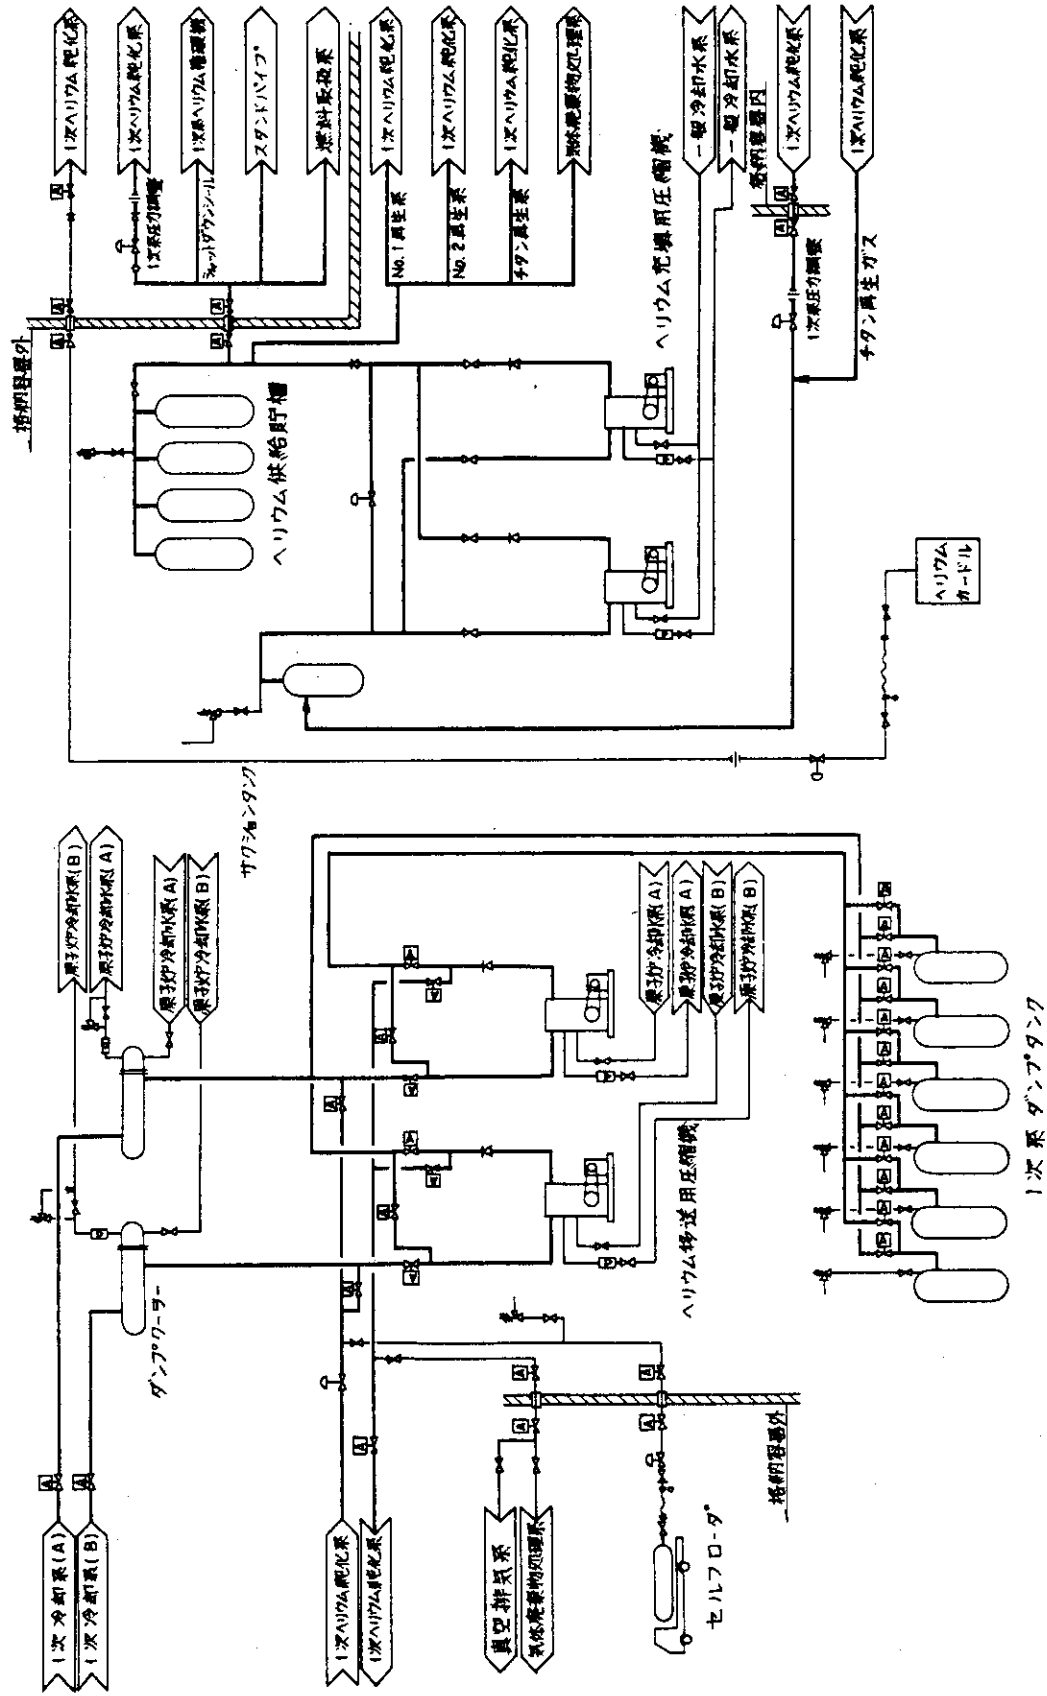 1次ヘリウム純化系
1次ヘリウム純化系
1次系ヘリウム循環機
スタンドパイプ
燃料取扱系
1次ヘリウム純化系
1次ヘリウム純化系
1次ヘリウム純化系
気体廃棄物処理系
一般冷却水系
一般冷却水系
1次ヘリウム純化系
1次ヘリウム純化系
1次系圧力調整
シャットダウンシール
No.1再生系
No.2再生系
チタン再生系
格納容器内
1次系圧力調整
チタン再生ガス
格納容器外
ヘリウム供給貯槽
ヘリウム充填用圧縮機
ヘリウム
カードル
サクションタンク
原子炉冷却水系(B)
原子炉冷却水系(A)
原子炉冷却水系(A)
原子炉冷却水系(B)
原子炉冷却水系(A)
原子炉冷却水系(A)
原子炉冷却水系(B)
原子炉冷却水系(B)
ダンプクーラー
ヘリウム移送用圧縮機
1次系ダンプタンク
1次冷却系(A)
1次冷却系(B)
1次ヘリウム純化系
1次ヘリウム純化系
真空排気系
気体廃棄物処理系
格納容器外
セルフローダ